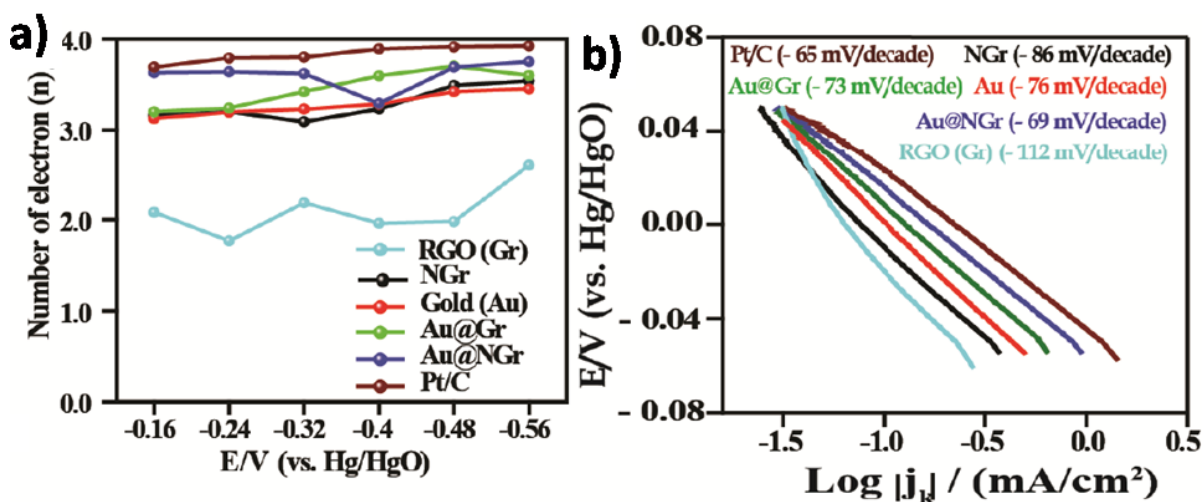 a)
Number of electron (n)
4.0
3.0
2.0
1.0
0.0
RGO (Gr)
NGr
Gold (Au)
Au@Gr
Au@NGr
Pt/C
-0.16 -0.24 -0.32 -0.4 -0.48 -0.56
E/V (vs. Hg/HgO)
b)
E/V (vs. Hg/HgO)
0.08
0.04
0.00
- 0.04
- 0.08
Pt/C (- 65 mV/decade) NGr (- 86 mV/decade)
Au@Gr (- 73 mV/decade) Au (- 76 mV/decade)
Au@NGr (- 69 mV/decade)
RGO (Gr) (- 112 mV/decade)
-1.5 -1.0 -0.5 0.0 0.5
Log |jk| / (mA/cm²)